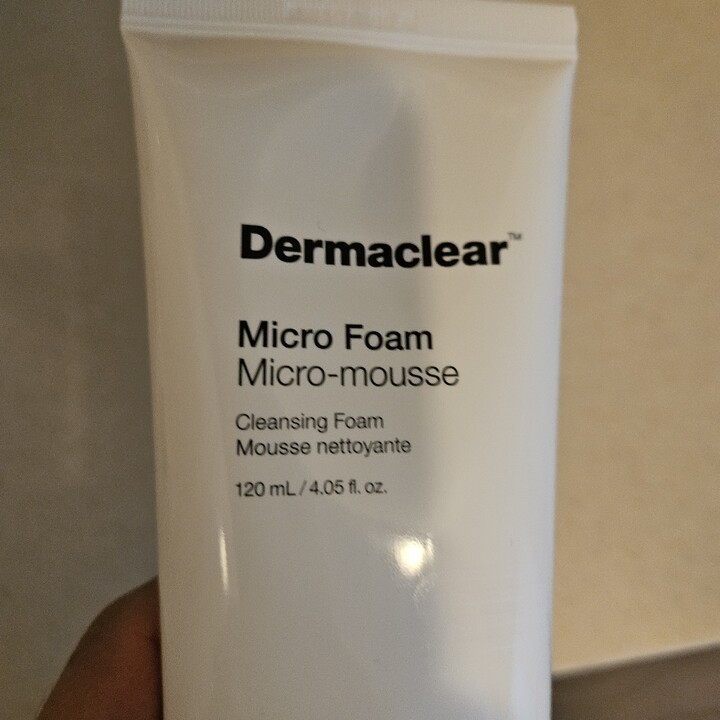 Dermaclear™
Micro Foam
Micro-mousse
Cleansing Foam
Mousse nettoyante
120 mL / 4.05 fl. oz.